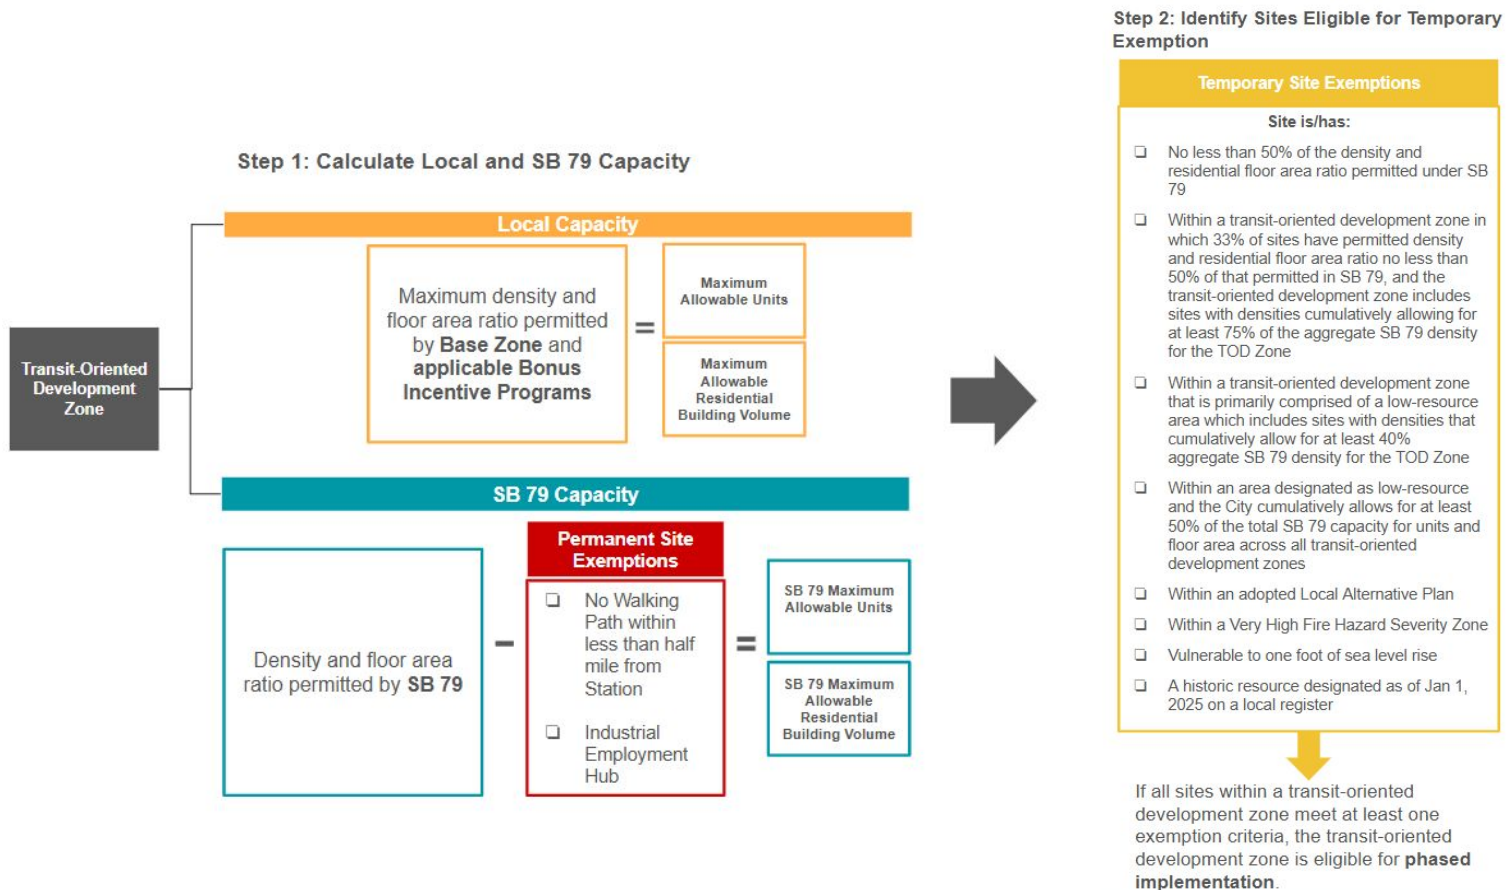 Step 1: Calculate Local and SB 79 Capacity
Transit-Oriented
Development
Zone
Local Capacity
Maximum density and
floor area ratio permitted
by Base Zone and
applicable Bonus
Incentive Programs
=
Maximum
Allowable Units
Maximum
Allowable
Residential
Building Volume
SB 79 Capacity
Density and floor area
ratio permitted by SB 79
–
Permanent Site
Exemptions
❏ No Walking
Path within
less than half
mile from
Station
❏ Industrial
Employment
Hub
=
SB 79 Maximum
Allowable Units
SB 79 Maximum
Allowable
Residential
Building Volume
Step 2: Identify Sites Eligible for Temporary
Exemption
Temporary Site Exemptions
Site is/has:
❏ No less than 50% of the density and
residential floor area ratio permitted under SB
79
❏ Within a transit-oriented development zone in
which 33% of sites have permitted density
and residential floor area ratio no less than
50% of that permitted in SB 79, and the
transit-oriented development zone includes
sites with densities cumulatively allowing for
at least 75% of the aggregate SB 79 density
for the TOD Zone
❏ Within a transit-oriented development zone
that is primarily comprised of a low-resource
area which includes sites with densities that
cumulatively allow for at least 40%
aggregate SB 79 density for the TOD Zone
❏ Within an area designated as low-resource
and the City cumulatively allows for at least
50% of the total SB 79 capacity for units and
floor area across all transit-oriented
development zones
❏ Within an adopted Local Alternative Plan
❏ Within a Very High Fire Hazard Severity Zone
❏ Vulnerable to one foot of sea level rise
❏ A historic resource designated as of Jan 1,
2025 on a local register
If all sites within a transit-oriented
development zone meet at least one
exemption criteria, the transit-oriented
development zone is eligible for phased
implementation.